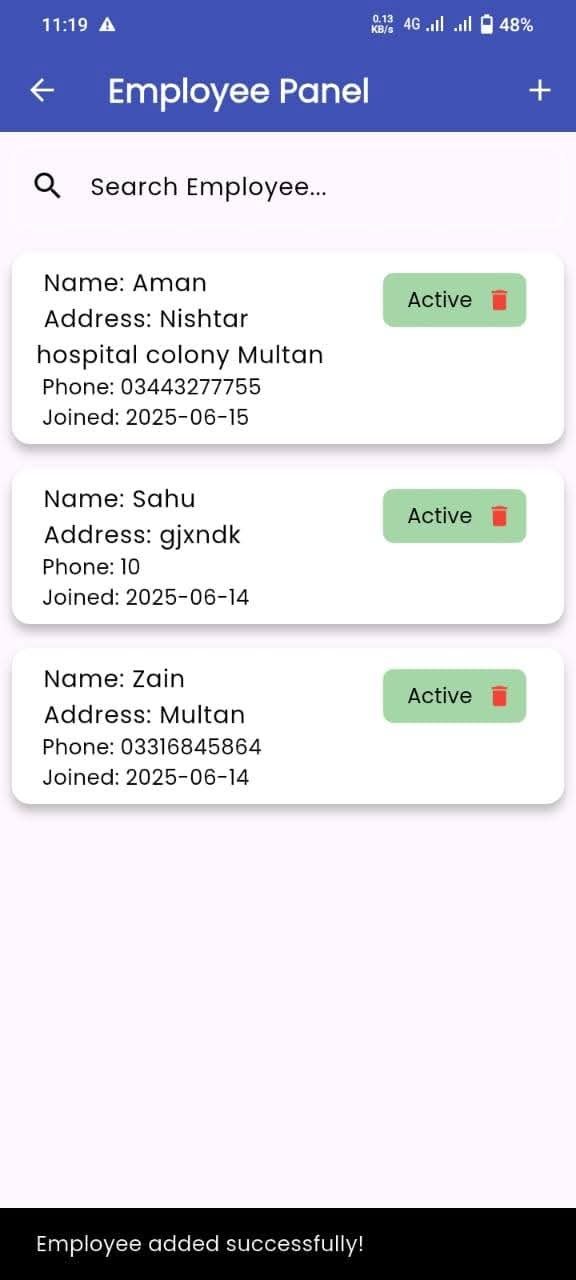 11:19
0.13 KB/s 4G 48%
Employee Panel
Search Employee...
Name: Aman
Active
Address: Nishtar
hospital colony Multan
Phone: 03443277755
Joined: 2025-06-15
Name: Sahu
Active
Address: gjxndk
Phone: 10
Joined: 2025-06-14
Name: Zain
Active
Address: Multan
Phone: 03316845864
Joined: 2025-06-14
Employee added successfully!